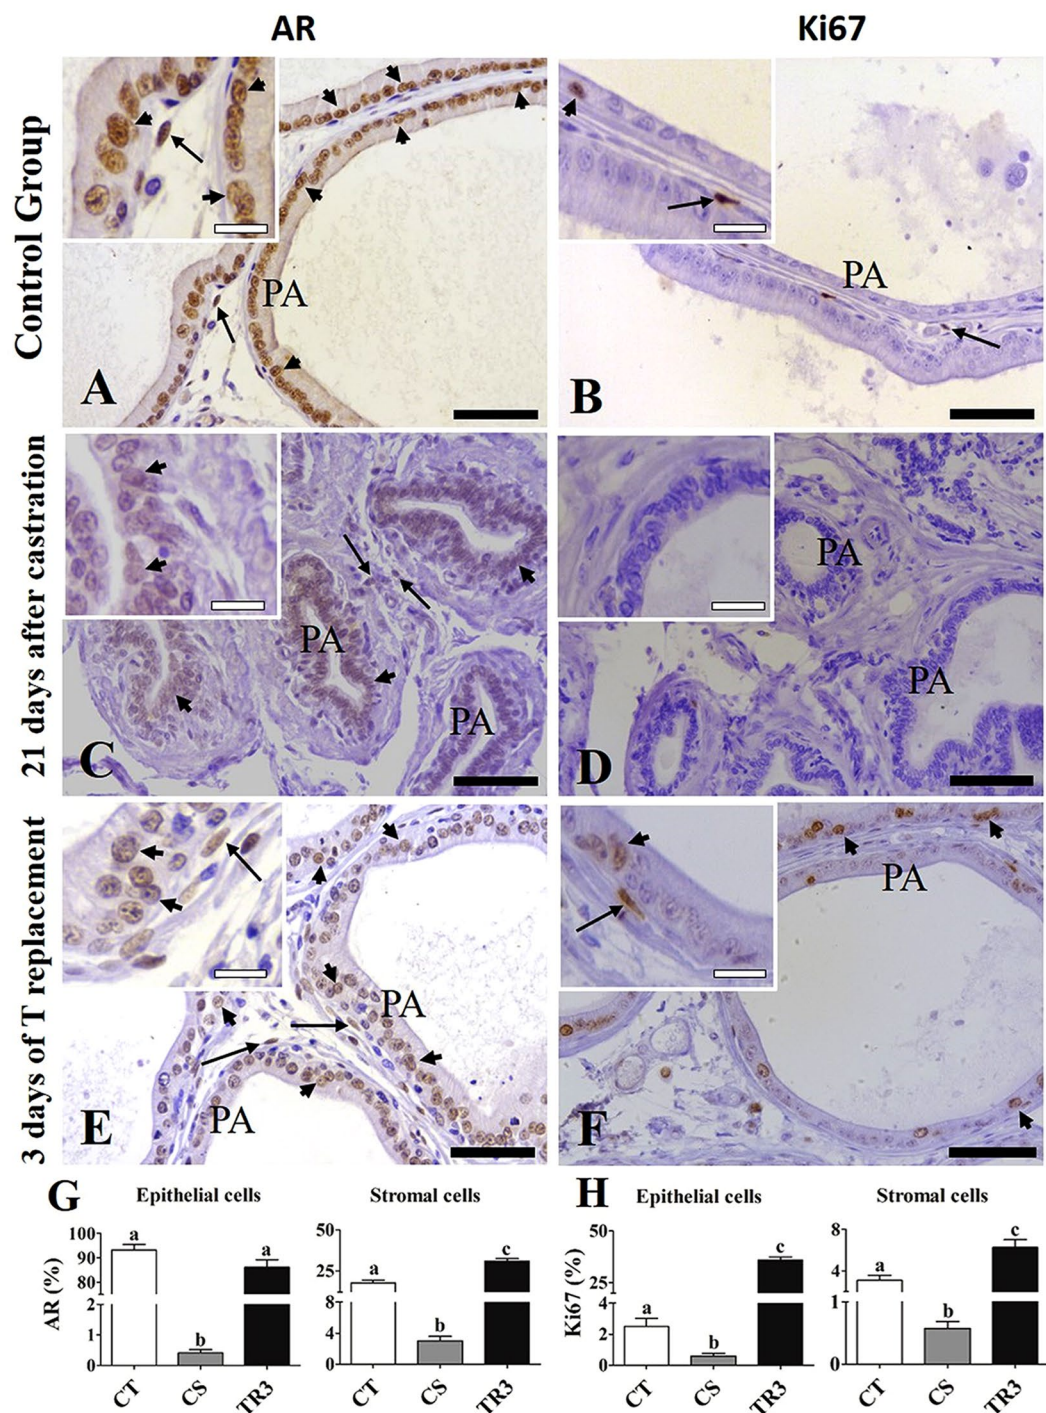 AR Ki67
Control Group
PA
A
PA
B
21 days after castration
PA
PA
C
PA
PA
D
3 days of T replacement
PA
PA
E
PA
F
G Epithelial cells Stromal cells
AR (%)
100
90
80
2
1
0
a
b
a
CT CS TR3
50
25
8
4
0
a
b
c
CT CS TR3
H Epithelial cells Stromal cells
Ki67 (%)
50
25
4
2
0
a
b
c
CT CS TR3
8
4
1
0
a
b
c
CT CS TR3